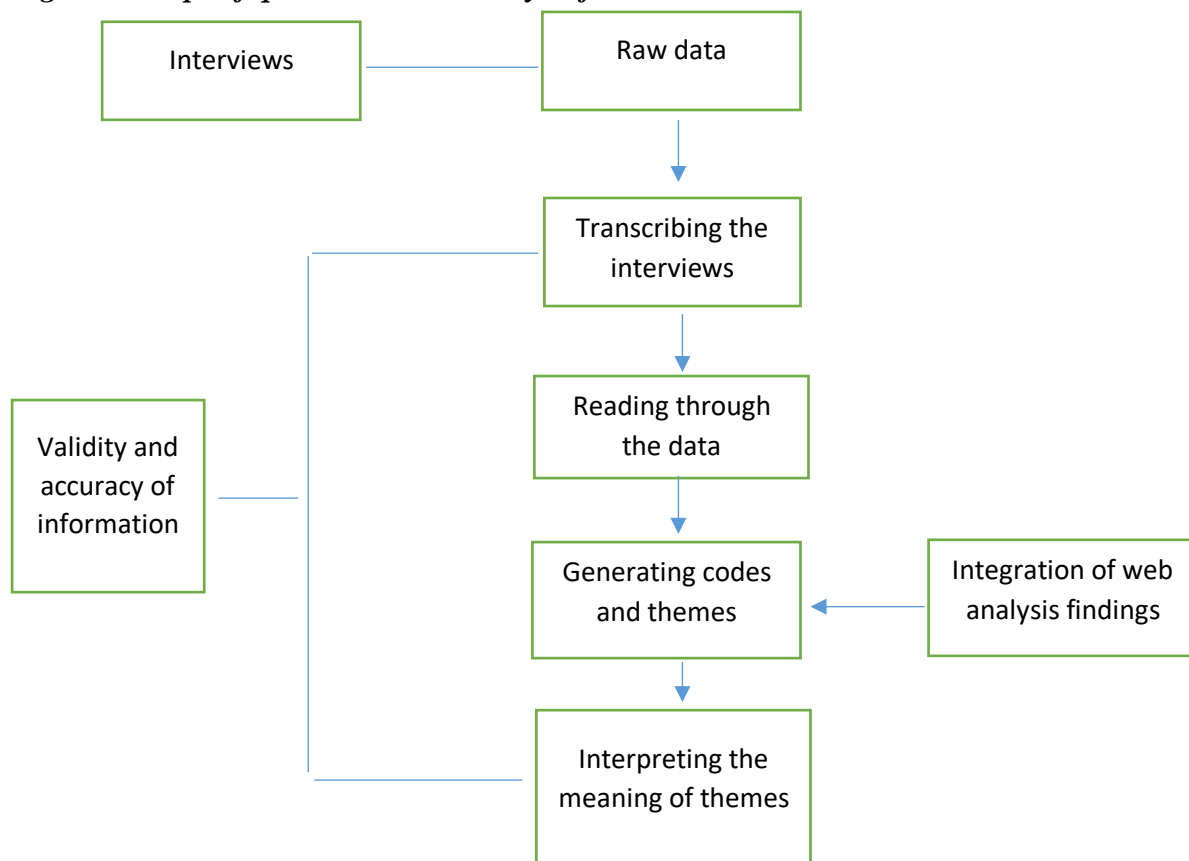 Interviews
Raw data
Transcribing the
interviews
Reading through
the data
Validity and
accuracy of
information
Generating codes
and themes
Integration of web
analysis findings
Interpreting the
meaning of themes